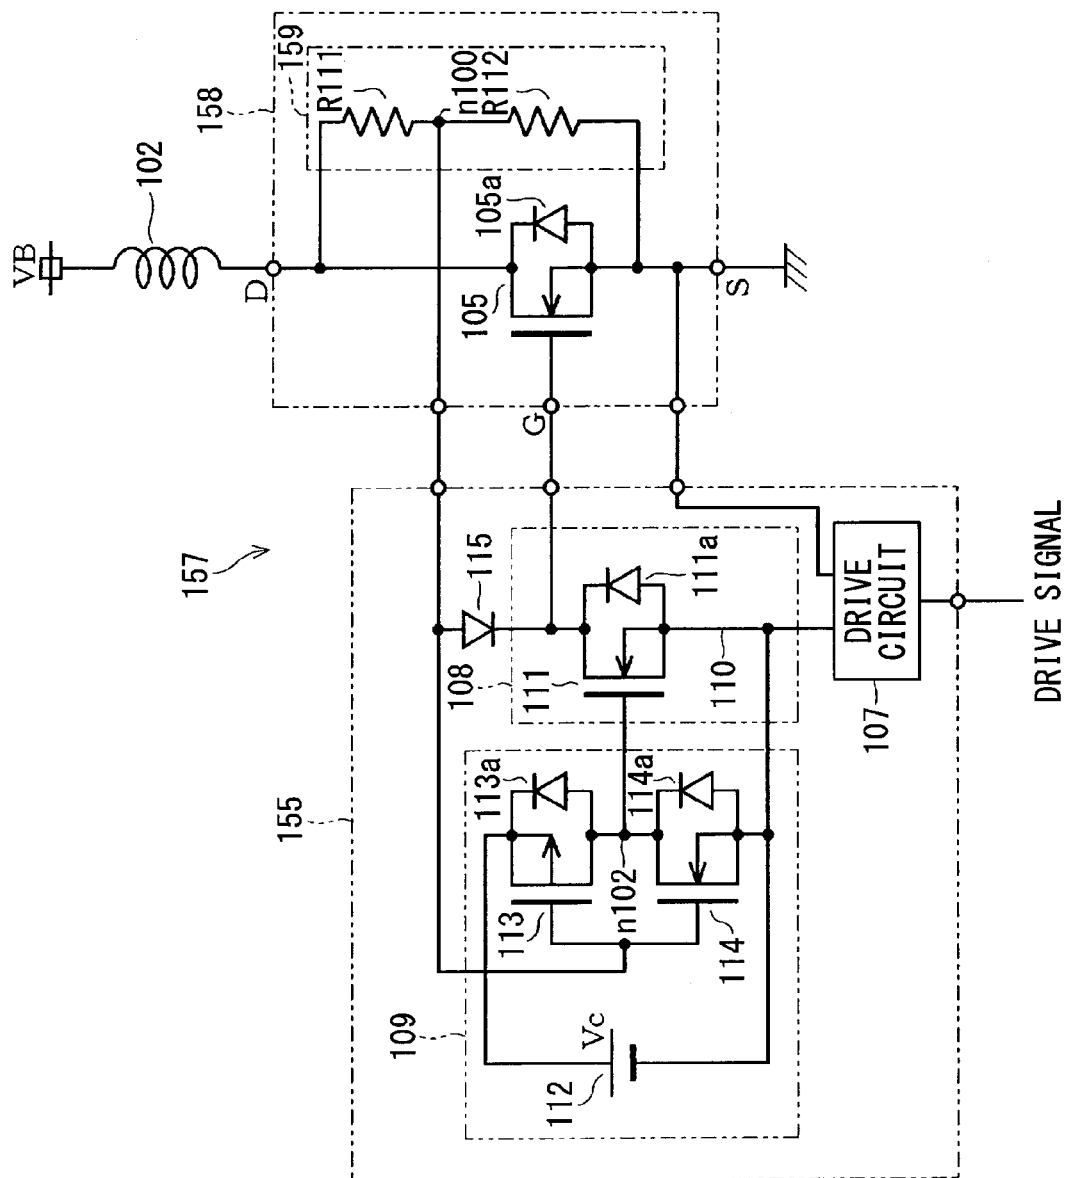 VB
102
158
159
R111
n100
R112
D
105
105a
S
G
157
155
115
108
111
111a
110
113a
113
n102
114a
114
109
Vc
112
DRIVE
CIRCUIT
107
DRIVE SIGNAL